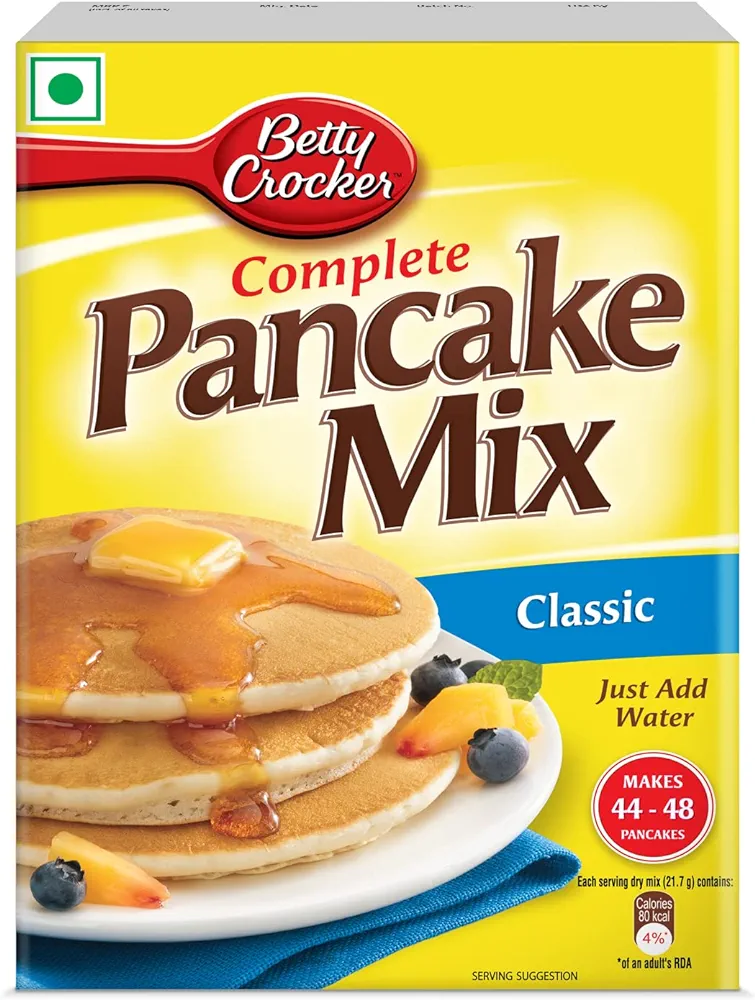 Betty
Crocker™
Complete
Pancake
Mix
Classic
Just Add
Water
MAKES
44 - 48
PANCAKES
Each serving dry mix (21.7 g) contains:
Calories
80 kcal
4%*
*of an adult's RDA
SERVING SUGGESTION